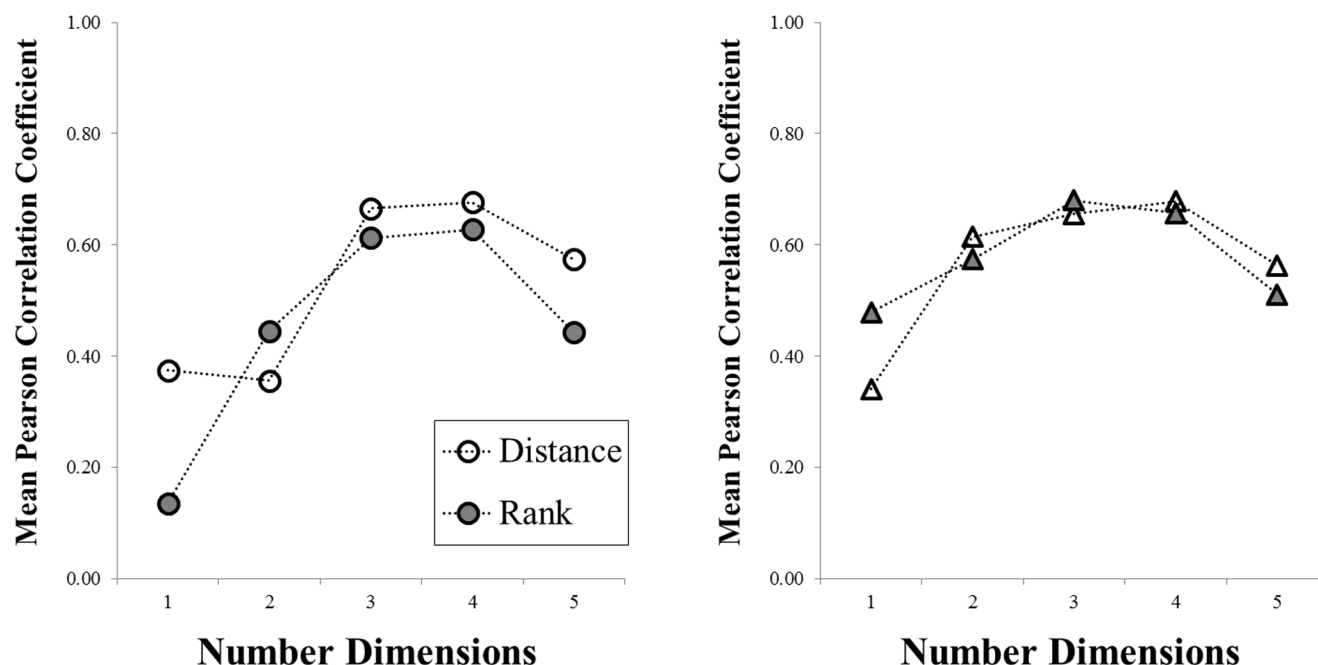 Mean Pearson Correlation Coefficient
1.00
0.80
0.60
0.40
0.20
0.00
Distance
Rank
1 2 3 4 5
Number Dimensions
Mean Pearson Correlation Coefficient
1.00
0.80
0.60
0.40
0.20
0.00
1 2 3 4 5
Number Dimensions